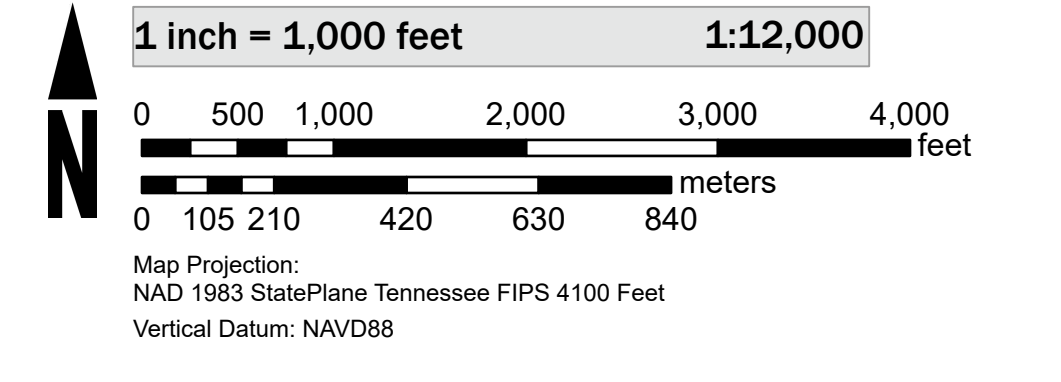 1 inch = 1,000 feet 1:12,000
0 500 1,000 2,000 3,000 4,000
feet
meters
0 105 210 420 630 840
N
Map Projection:
NAD 1983 StatePlane Tennessee FIPS 4100 Feet
Vertical Datum: NAVD88